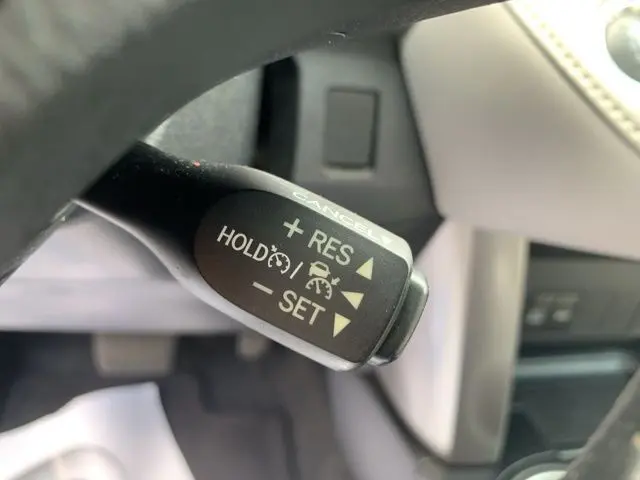 CANCEL
+ RES ▲
HOLD / ◀
− SET ▼